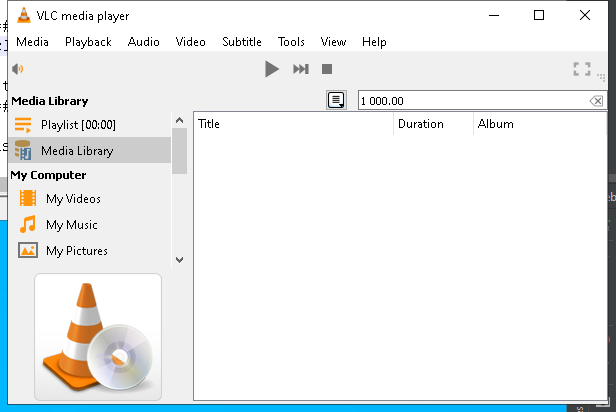 VLC media player
Media Playback Audio Video Subtitle Tools View Help
Media Library
1 000.00
Playlist [00:00]
Title Duration Album
Media Library
My Computer
My Videos
My Music
My Pictures